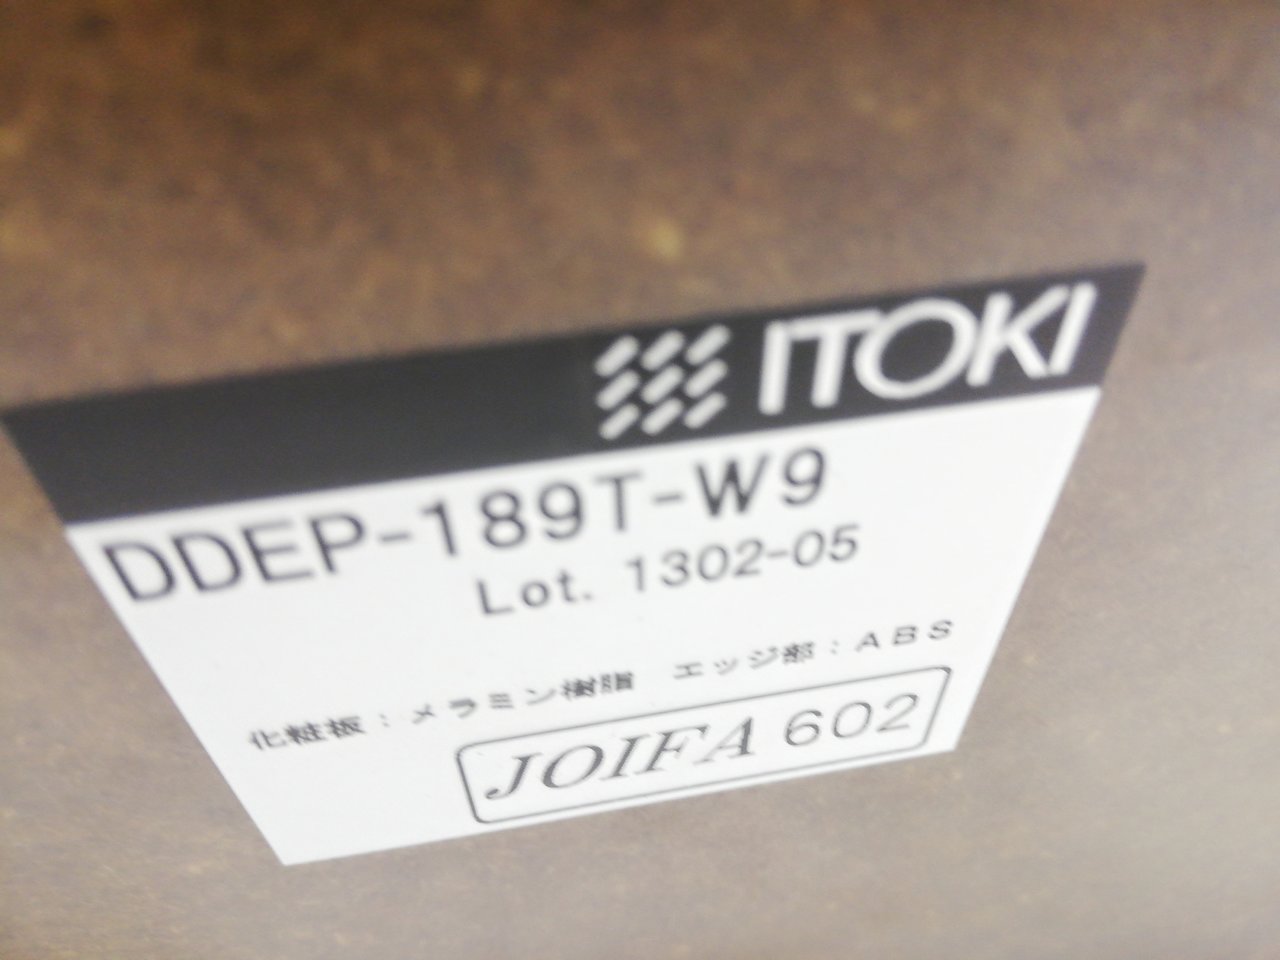 ITOKI
DDEP-189T-W9
Lot. 1302-05
化粧板：メラミン樹脂　エッジ部：ABS
JOIFA 602